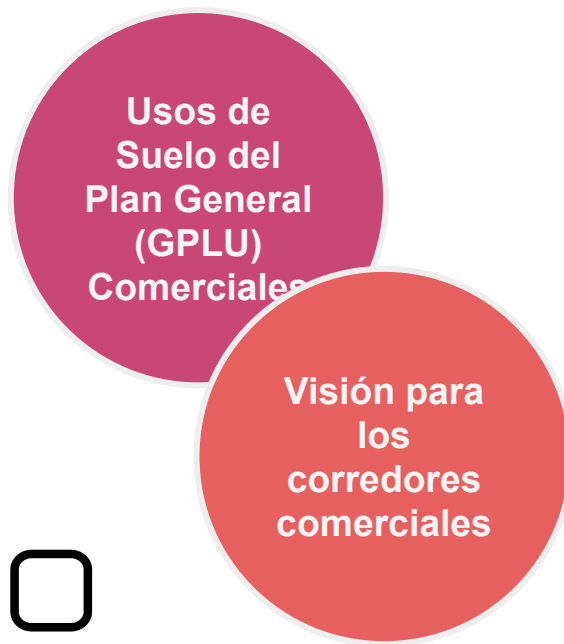 Usos de
Suelo del
Plan General
(GPLU)
Comerciales
Visión para
los
corredores
comerciales